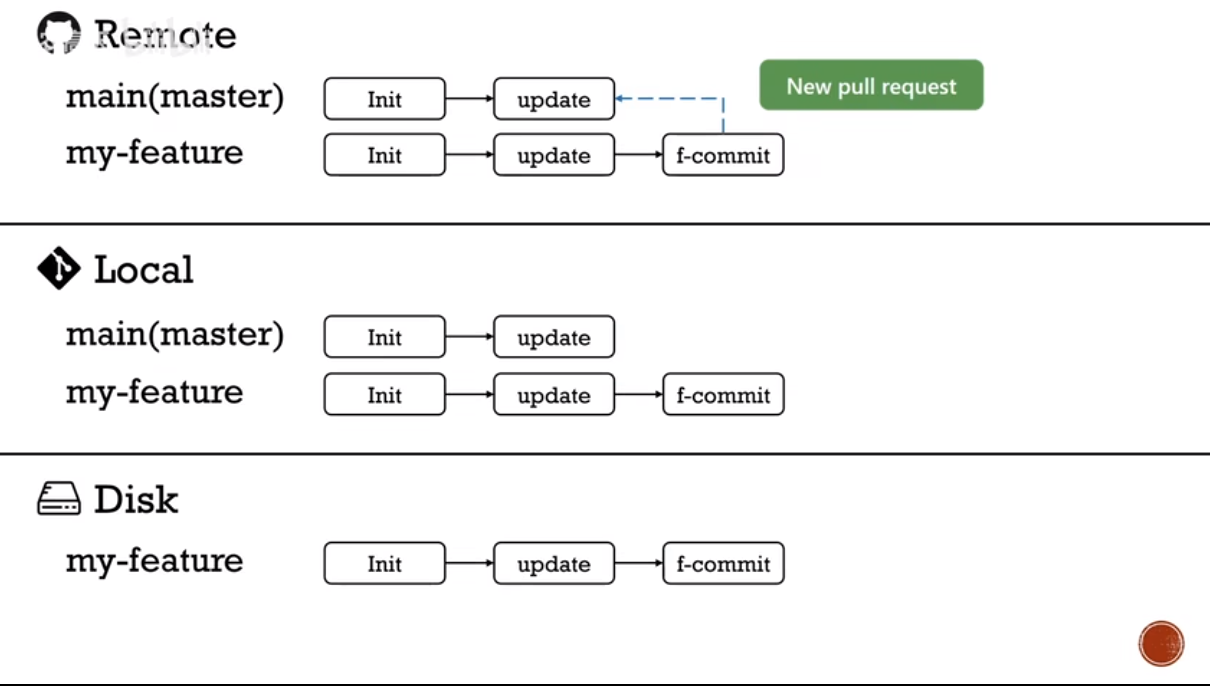 Remote
main(master) Init update New pull request
my-feature Init update f-commit
Local
main(master) Init update
my-feature Init update f-commit
Disk
my-feature Init update f-commit